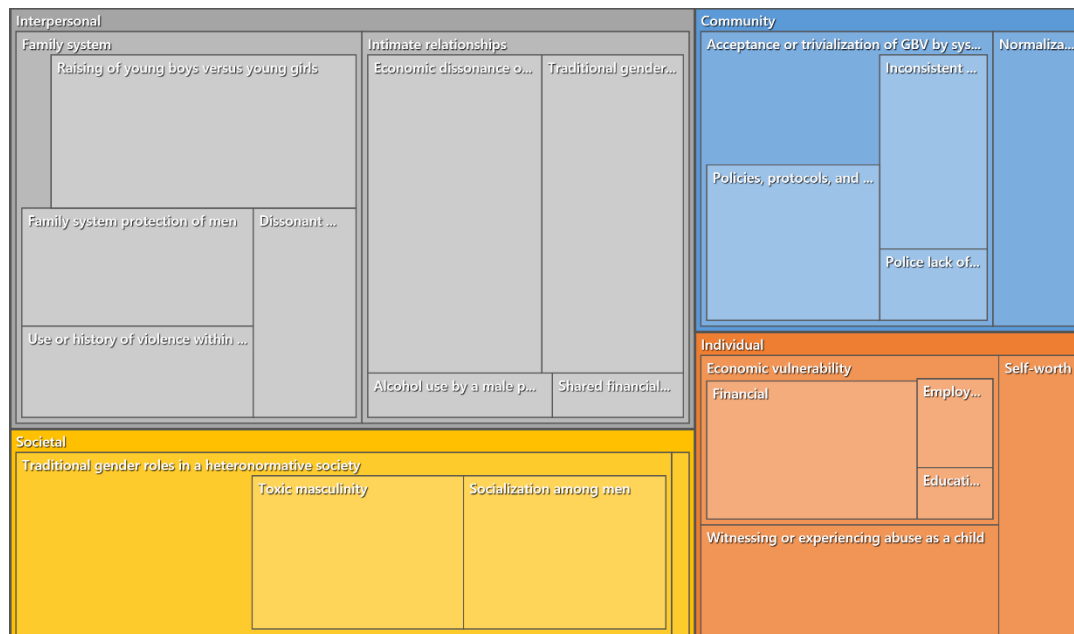 Interpersonal
Family system
Raising of young boys versus young girls
Family system protection of men
Dissonant ...
Use or history of violence within ...
Intimate relationships
Economic dissonance o...
Traditional gender...
Alcohol use by a male p...
Shared financial...
Community
Acceptance or trivialization of GBV by sys...
Normaliza...
Inconsistent ...
Policies, protocols, and ...
Police lack of...
Individual
Economic vulnerability
Self-worth
Financial
Employ...
Educati...
Witnessing or experiencing abuse as a child
Societal
Traditional gender roles in a heteronormative society
Toxic masculinity
Socialization among men